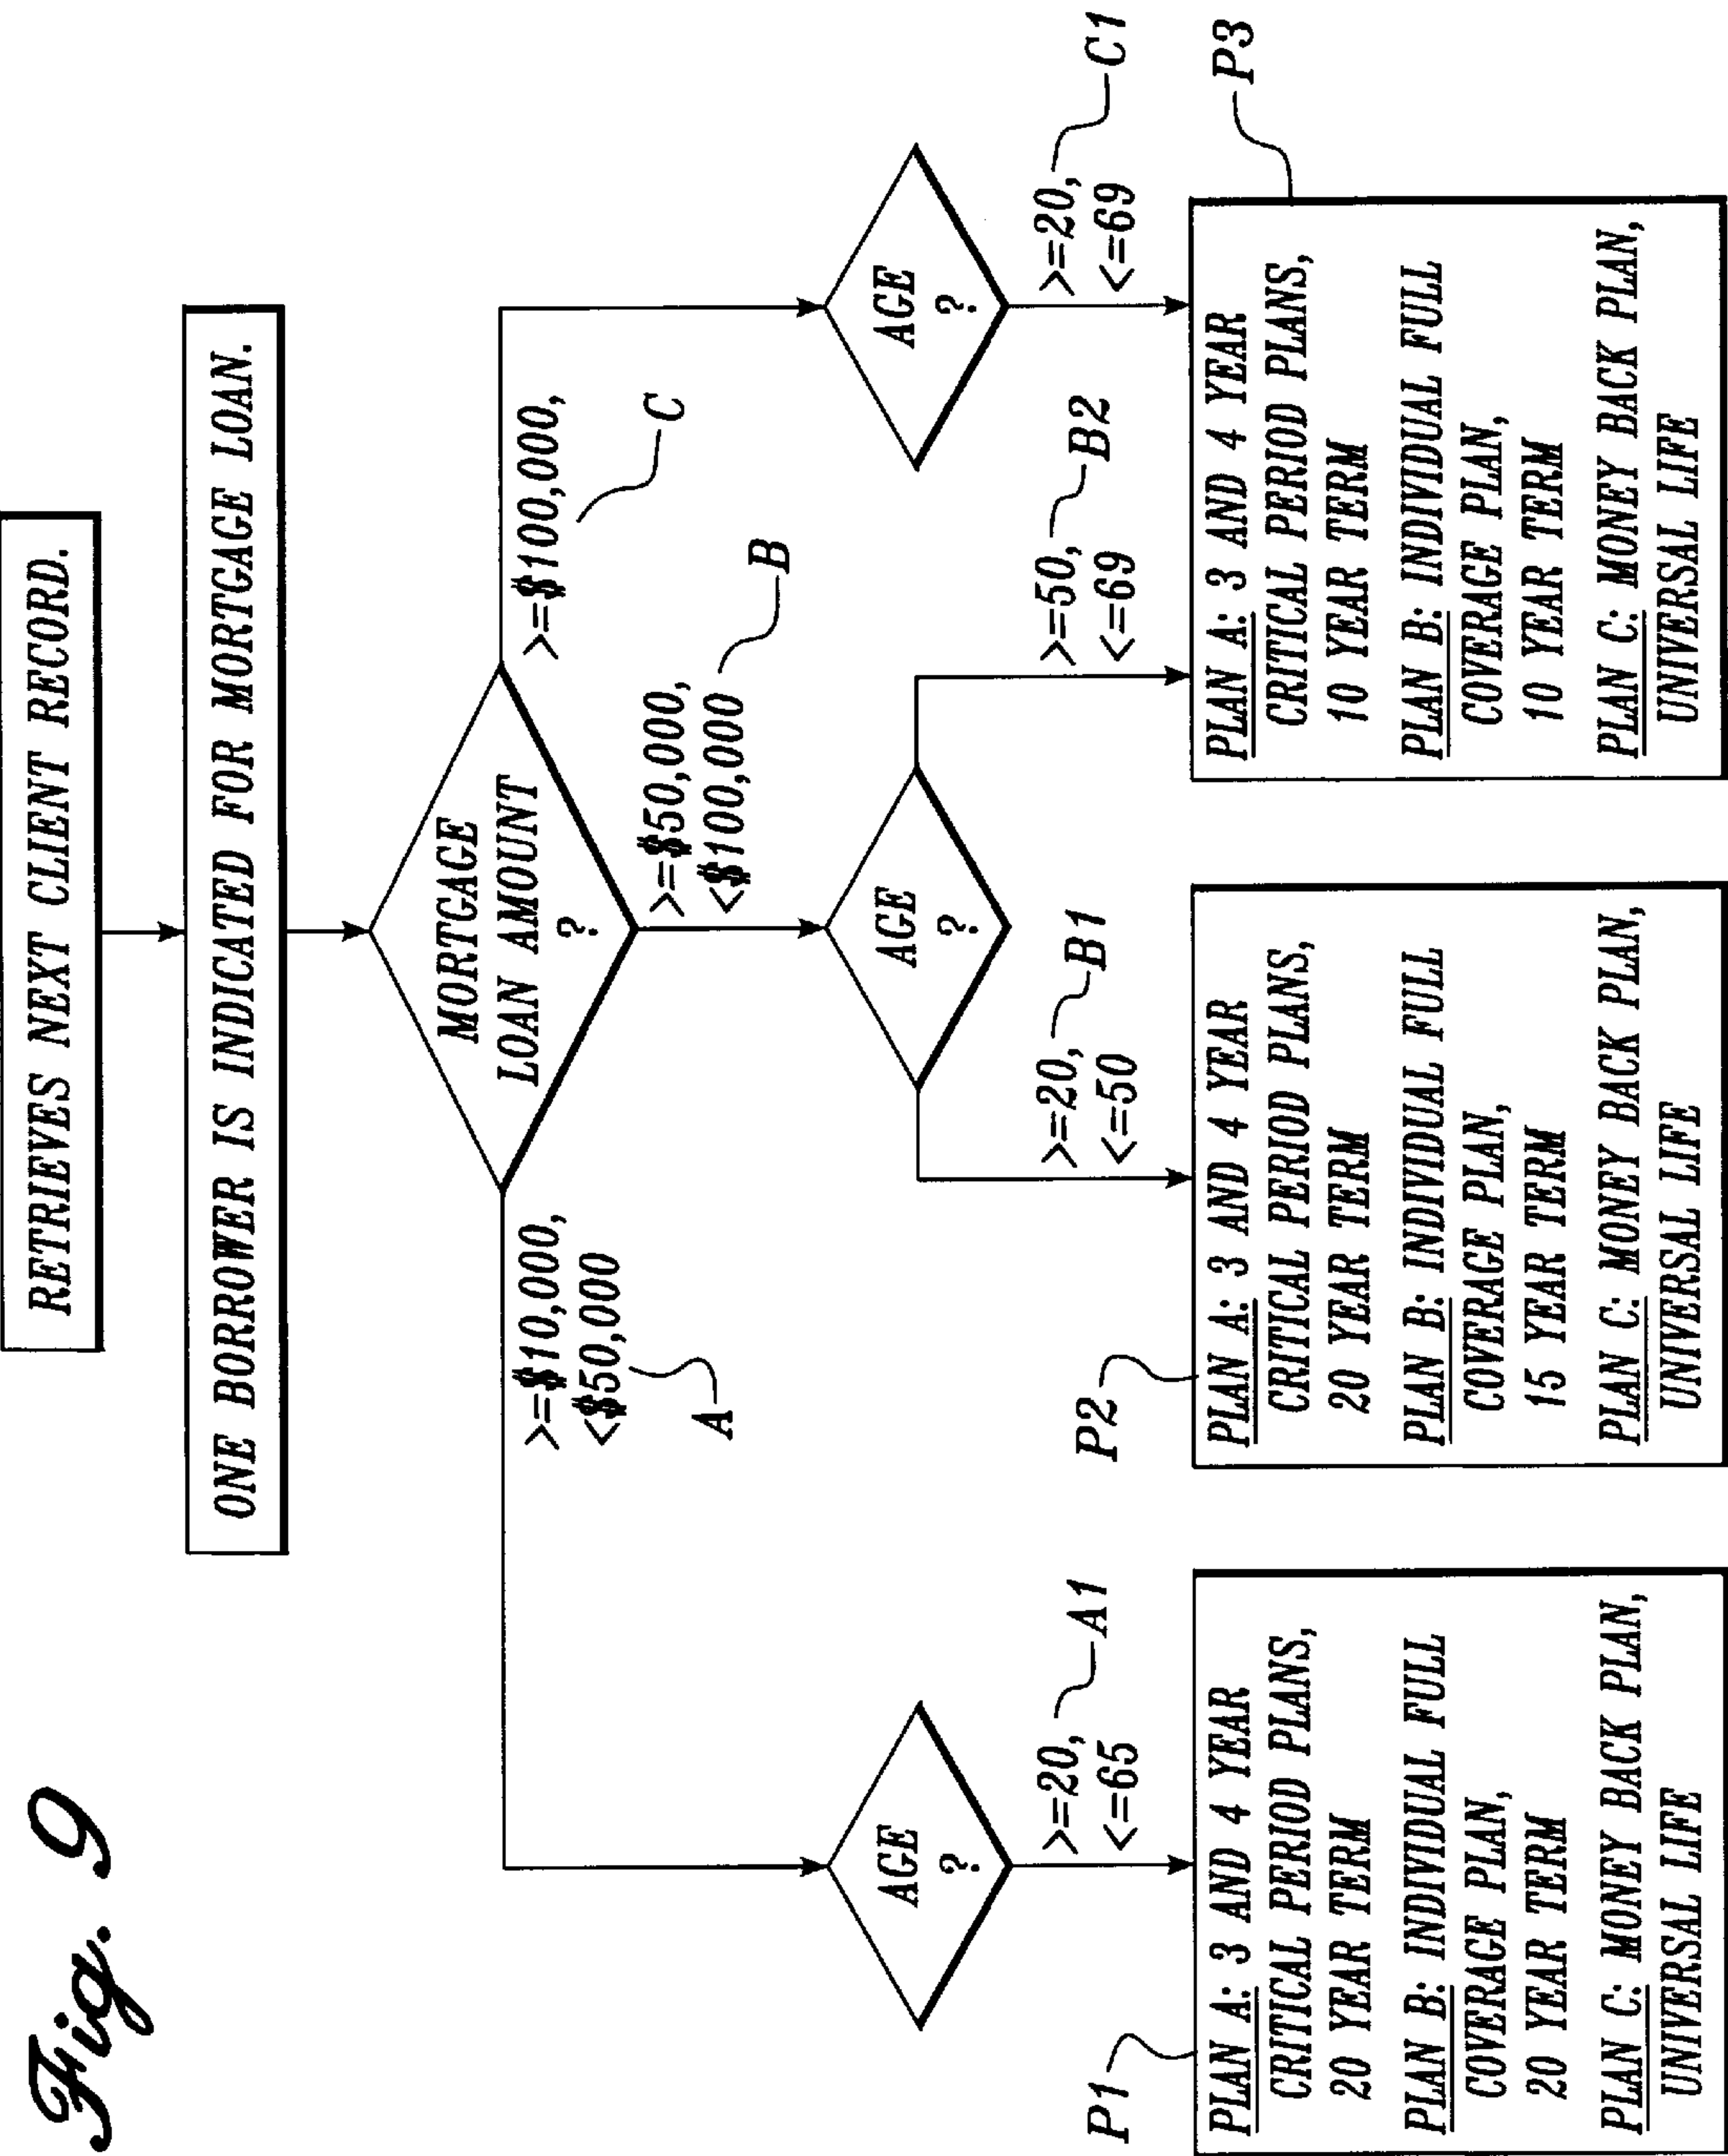 Fig. 9
RETRIEVES NEXT CLIENT RECORD.
ONE BORROWER IS INDICATED FOR MORTGAGE LOAN.
MORTGAGE
LOAN AMOUNT
?
>=$10,000,
<$50,000
A
>=$50,000,
<$100,000
B
>=$100,000,
C
AGE
?
AGE
?
AGE
?
>=20,
<=65
A1
>=20,
<=50
B1
>=50,
<=69
B2
>=20,
<=69
C1
P1
PLAN A: 3 AND 4 YEAR
CRITICAL PERIOD PLANS,
20 YEAR TERM
PLAN B: INDIVIDUAL FULL
COVERAGE PLAN,
20 YEAR TERM
PLAN C: MONEY BACK PLAN,
UNIVERSAL LIFE
P2
PLAN A: 3 AND 4 YEAR
CRITICAL PERIOD PLANS,
20 YEAR TERM
PLAN B: INDIVIDUAL FULL
COVERAGE PLAN,
15 YEAR TERM
PLAN C: MONEY BACK PLAN,
UNIVERSAL LIFE
P3
PLAN A: 3 AND 4 YEAR
CRITICAL PERIOD PLANS,
10 YEAR TERM
PLAN B: INDIVIDUAL FULL
COVERAGE PLAN,
10 YEAR TERM
PLAN C: MONEY BACK PLAN,
UNIVERSAL LIFE